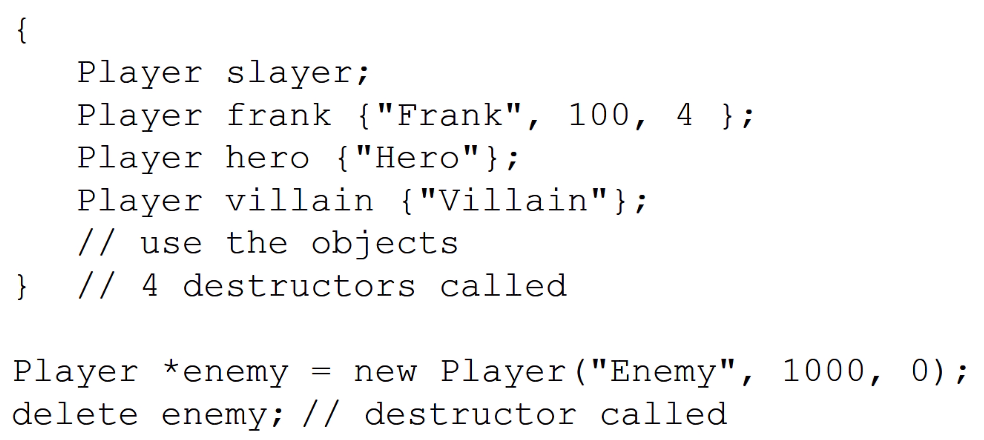 {
   Player slayer;
   Player frank {"Frank", 100, 4 };
   Player hero {"Hero"};
   Player villain {"Villain"};
   // use the objects
}  // 4 destructors called

Player *enemy = new Player("Enemy", 1000, 0);
delete enemy; // destructor called